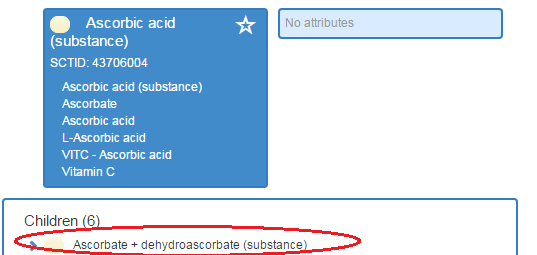 Ascorbic acid
(substance)
SCTID: 43706004
Ascorbic acid (substance)
Ascorbate
Ascorbic acid
L-Ascorbic acid
VITC - Ascorbic acid
Vitamin C
No attributes
Children (6)
Ascorbate + dehydroascorbate (substance)